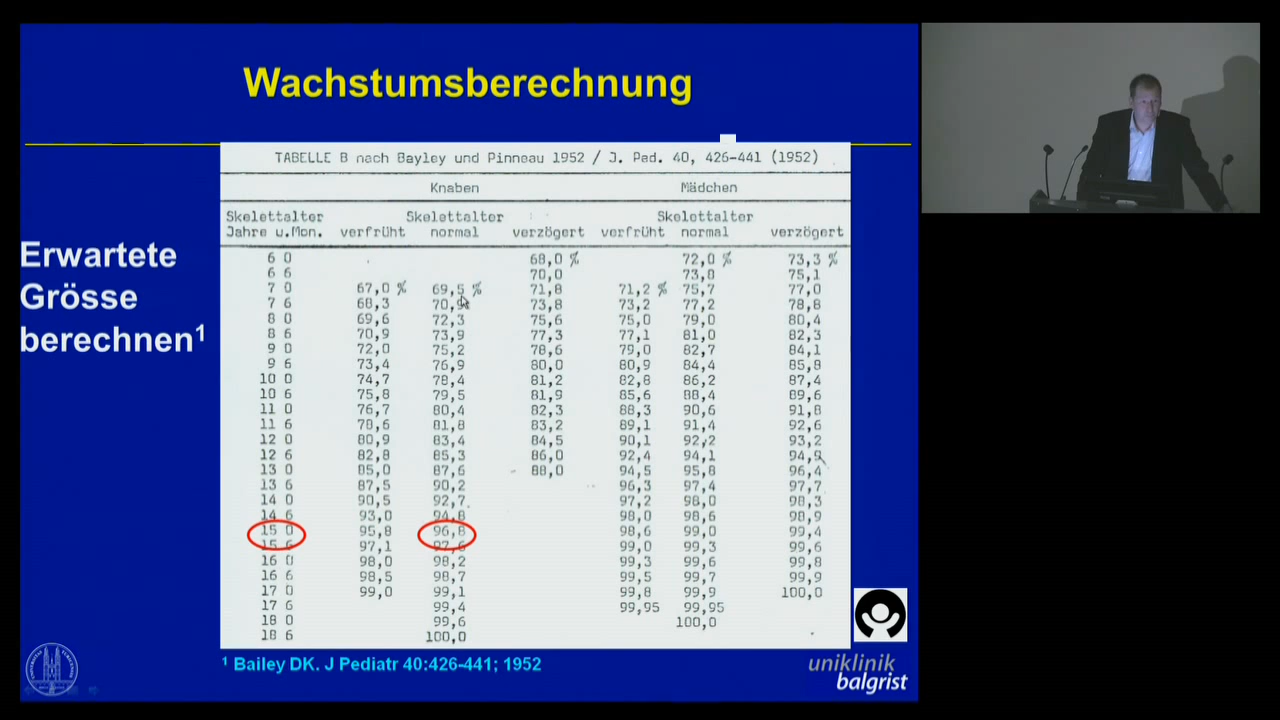 Wachstumsberechnung
Erwartete
Grösse
berechnen¹
TABELLE B nach Bayley und Pinneau 1952 / J. Ped. 40, 426-441 (1952)
Knaben Mädchen
Skelettalter Skelettalter Skelettalter
Jahre u.Mon. verfrüht normal verzögert verfrüht normal verzögert
6 0 68,0 % 72,0 % 73,3 %
6 6 70,0 73,8 75,1
7 0 67,0 % 69,5 % 71,8 71,2 % 75,7 77,0
7 6 68,3 70,9 73,8 73,2 77,2 78,8
8 0 69,6 72,3 75,6 75,0 79,0 80,4
8 6 70,9 73,9 77,3 77,1 81,0 82,3
9 0 72,0 75,2 78,6 79,0 82,7 84,1
9 6 73,4 76,9 80,0 80,9 84,4 85,8
10 0 74,7 78,4 81,2 82,8 86,2 87,4
10 6 75,8 79,5 81,9 85,6 88,4 89,6
11 0 76,7 80,4 82,3 88,3 90,6 91,8
11 6 78,6 81,8 83,2 89,1 91,4 92,6
12 0 80,9 83,4 84,5 90,1 92,2 93,2
12 6 82,8 85,3 86,0 92,4 94,1 94,9
13 0 85,0 87,6 88,0 94,5 95,8 96,4
13 6 87,5 90,2 96,3 97,4 97,7
14 0 90,5 92,7 97,2 98,0 98,3
14 6 93,0 94,8 98,0 98,6 98,9
15 0 95,8 96,8 98,6 99,0 99,4
15 6 97,1 97,6 99,0 99,3 99,6
16 0 98,0 98,2 99,3 99,6 99,8
16 6 98,5 98,7 99,5 99,7 99,9
17 0 99,0 99,1 99,8 99,9 100,0
17 6 99,4 99,95 99,95
18 0 99,6 100,0
18 6 100,0
¹ Bailey DK. J Pediatr 40:426-441; 1952
uniklinik
balgrist